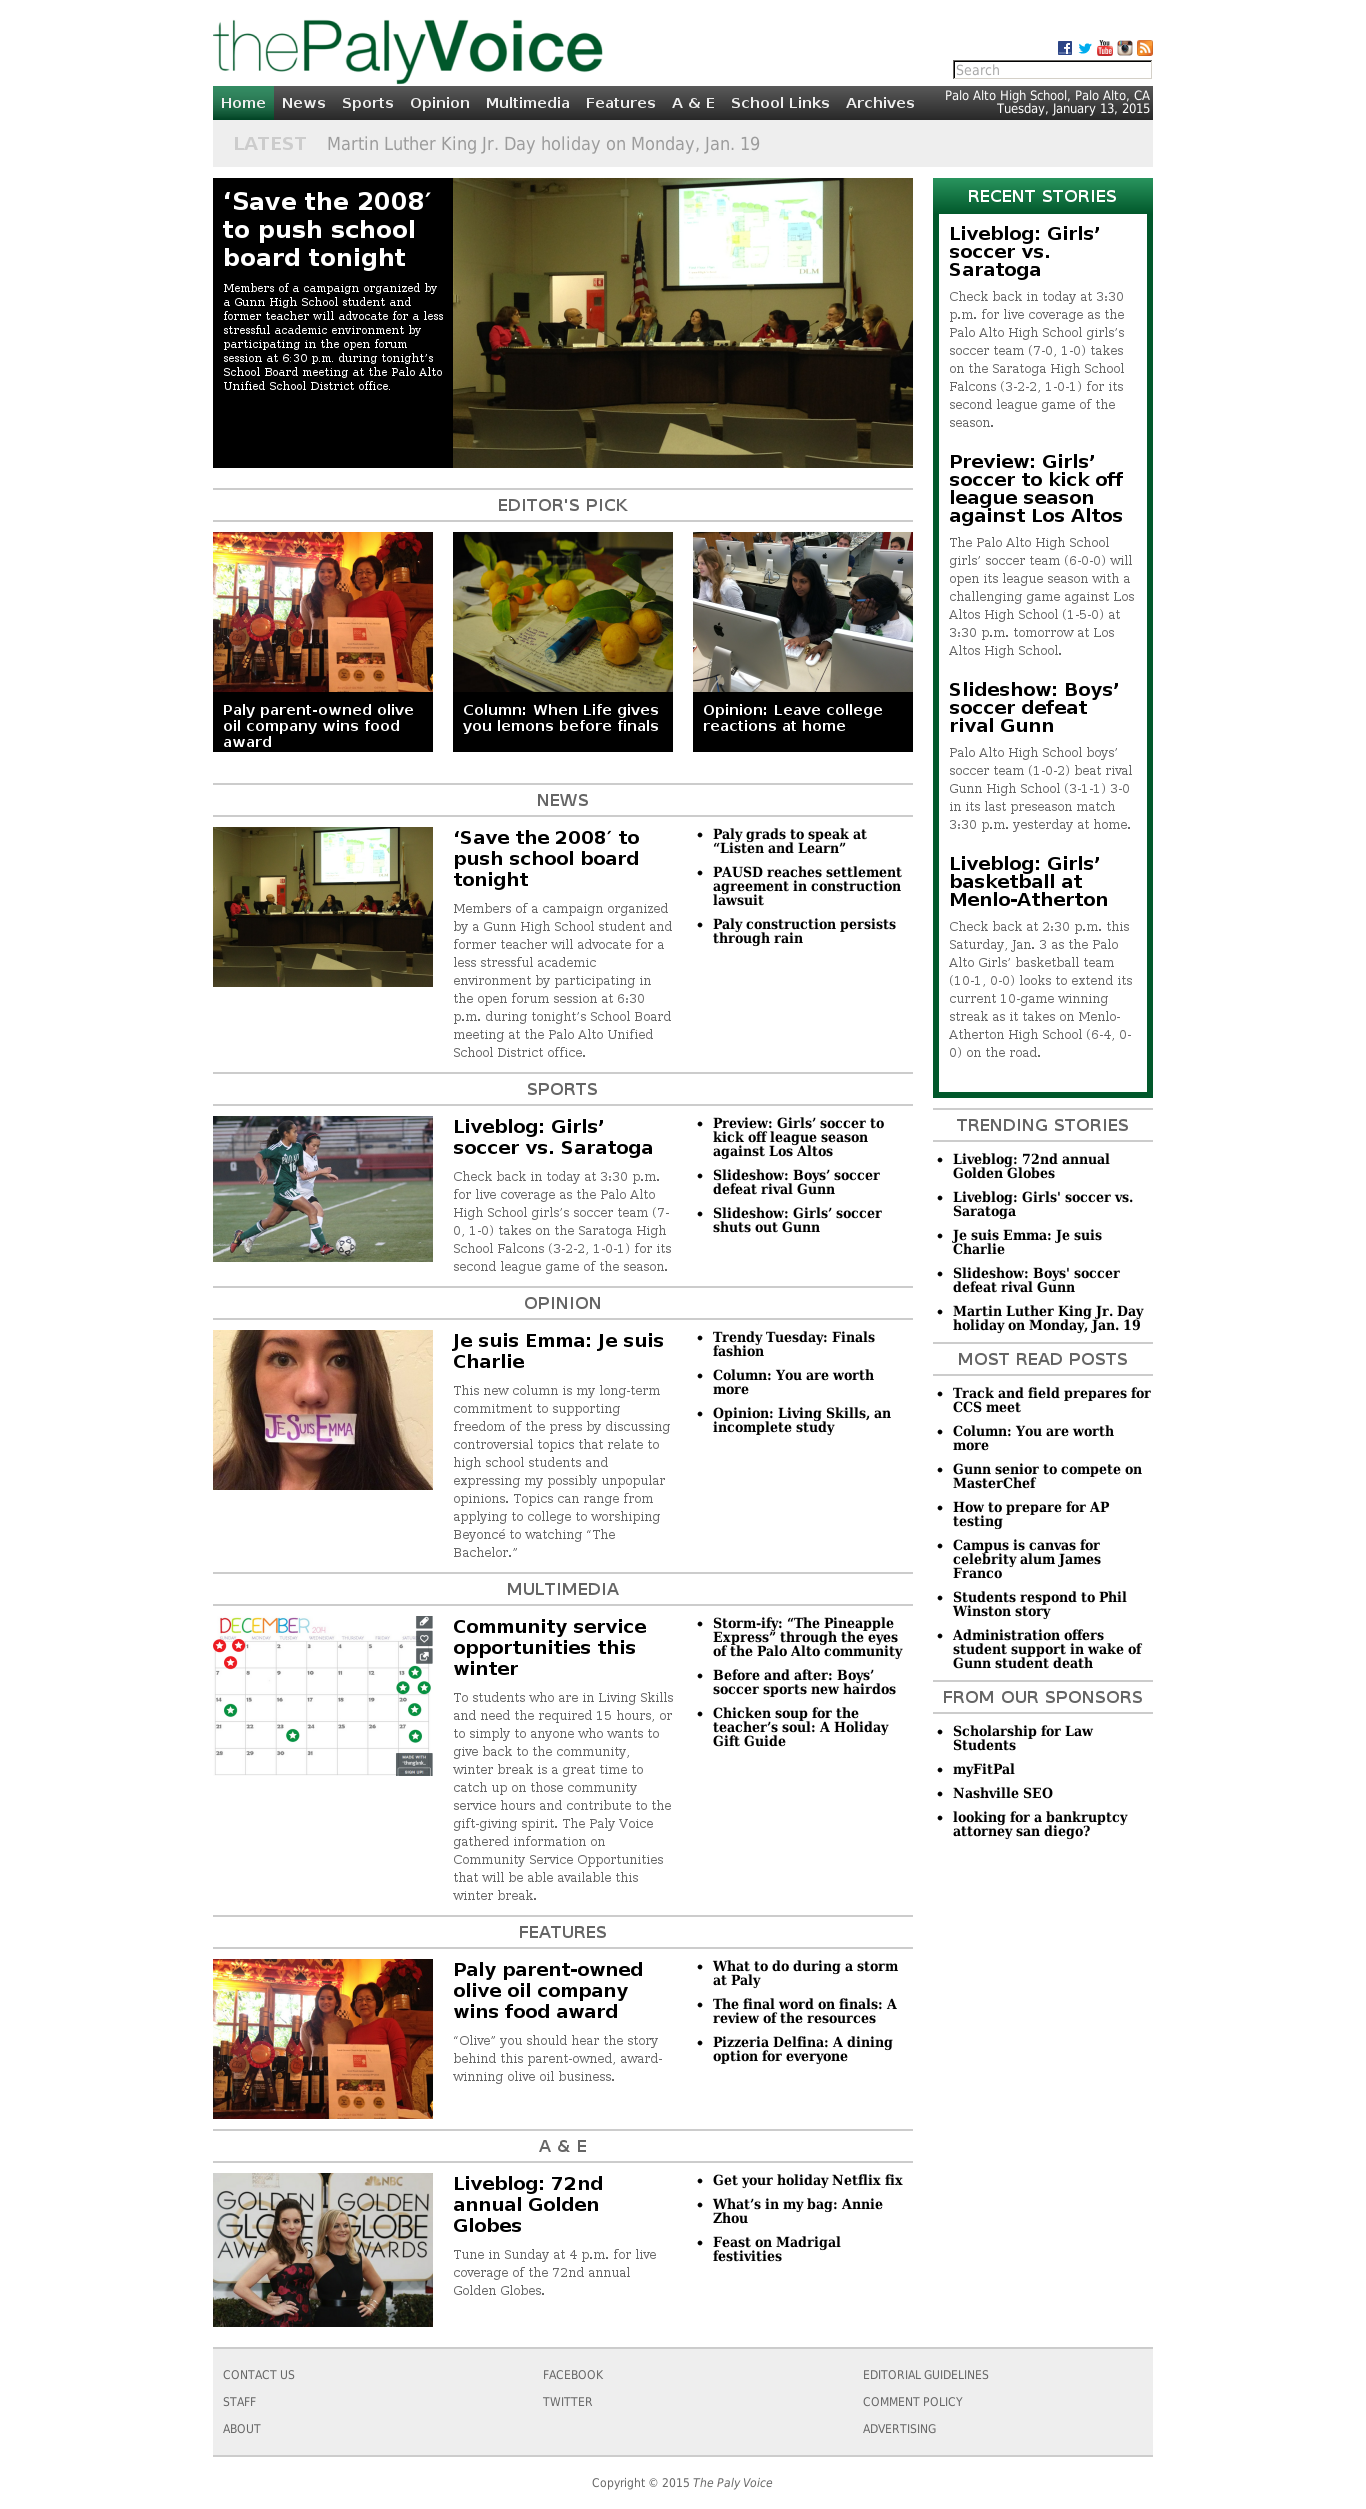 thePalyVoice
Search
Home News Sports Opinion Multimedia Features A & E School Links Archives
Palo Alto High School, Palo Alto, CA
Tuesday, January 13, 2015
LATEST Martin Luther King Jr. Day holiday on Monday, Jan. 19
‘Save the 2008′
to push school
board tonight
Members of a campaign organized by
a Gunn High School student and
former teacher will advocate for a less
stressful academic environment by
participating in the open forum
session at 6:30 p.m. during tonight’s
School Board meeting at the Palo Alto
Unified School District office.
DLM
EDITOR'S PICK
Paly parent-owned olive
oil company wins food
award
Column: When Life gives
you lemons before finals
Opinion: Leave college
reactions at home
NEWS
‘Save the 2008′ to
push school board
tonight
Members of a campaign organized
by a Gunn High School student and
former teacher will advocate for a
less stressful academic
environment by participating in
the open forum session at 6:30
p.m. during tonight’s School Board
meeting at the Palo Alto Unified
School District office.
Paly grads to speak at
“Listen and Learn”
PAUSD reaches settlement
agreement in construction
lawsuit
Paly construction persists
through rain
SPORTS
Liveblog: Girls’
soccer vs. Saratoga
Check back in today at 3:30 p.m.
for live coverage as the Palo Alto
High School girls’s soccer team (7-
0, 1-0) takes on the Saratoga High
School Falcons (3-2-2, 1-0-1) for its
second league game of the season.
Preview: Girls’ soccer to
kick off league season
against Los Altos
Slideshow: Boys’ soccer
defeat rival Gunn
Slideshow: Girls’ soccer
shuts out Gunn
OPINION
JE SUIS EMMA
Je suis Emma: Je suis
Charlie
This new column is my long-term
commitment to supporting
freedom of the press by discussing
controversial topics that relate to
high school students and
expressing my possibly unpopular
opinions. Topics can range from
applying to college to worshiping
Beyoncé to watching “The
Bachelor.”
Trendy Tuesday: Finals
fashion
Column: You are worth
more
Opinion: Living Skills, an
incomplete study
MULTIMEDIA
DECEMBER 2014
Community service
opportunities this
winter
To students who are in Living Skills
and need the required 15 hours, or
to simply to anyone who wants to
give back to the community,
winter break is a great time to
catch up on those community
service hours and contribute to the
gift-giving spirit. The Paly Voice
gathered information on
Community Service Opportunities
that will be able available this
winter break.
Storm-ify: “The Pineapple
Express” through the eyes
of the Palo Alto community
Before and after: Boys’
soccer sports new hairdos
Chicken soup for the
teacher’s soul: A Holiday
Gift Guide
FEATURES
Paly parent-owned
olive oil company
wins food award
“Olive” you should hear the story
behind this parent-owned, award-
winning olive oil business.
What to do during a storm
at Paly
The final word on finals: A
review of the resources
Pizzeria Delfina: A dining
option for everyone
A & E
NBC
GOLDEN GOLDEN
GLOBE GLOBE
AWARDS AWARDS
Liveblog: 72nd
annual Golden
Globes
Tune in Sunday at 4 p.m. for live
coverage of the 72nd annual
Golden Globes.
Get your holiday Netflix fix
What’s in my bag: Annie
Zhou
Feast on Madrigal
festivities
RECENT STORIES
Liveblog: Girls’
soccer vs.
Saratoga
Check back in today at 3:30
p.m. for live coverage as the
Palo Alto High School girls’s
soccer team (7-0, 1-0) takes
on the Saratoga High School
Falcons (3-2-2, 1-0-1) for its
second league game of the
season.
Preview: Girls’
soccer to kick off
league season
against Los Altos
The Palo Alto High School
girls’ soccer team (6-0-0) will
open its league season with a
challenging game against Los
Altos High School (1-5-0) at
3:30 p.m. tomorrow at Los
Altos High School.
Slideshow: Boys’
soccer defeat
rival Gunn
Palo Alto High School boys’
soccer team (1-0-2) beat rival
Gunn High School (3-1-1) 3-0
in its last preseason match
3:30 p.m. yesterday at home.
Liveblog: Girls’
basketball at
Menlo-Atherton
Check back at 2:30 p.m. this
Saturday, Jan. 3 as the Palo
Alto Girls’ basketball team
(10-1, 0-0) looks to extend its
current 10-game winning
streak as it takes on Menlo-
Atherton High School (6-4, 0-
0) on the road.
TRENDING STORIES
Liveblog: 72nd annual
Golden Globes
Liveblog: Girls' soccer vs.
Saratoga
Je suis Emma: Je suis
Charlie
Slideshow: Boys' soccer
defeat rival Gunn
Martin Luther King Jr. Day
holiday on Monday, Jan. 19
MOST READ POSTS
Track and field prepares for
CCS meet
Column: You are worth
more
Gunn senior to compete on
MasterChef
How to prepare for AP
testing
Campus is canvas for
celebrity alum James
Franco
Students respond to Phil
Winston story
Administration offers
student support in wake of
Gunn student death
FROM OUR SPONSORS
Scholarship for Law
Students
myFitPal
Nashville SEO
looking for a bankruptcy
attorney san diego?
CONTACT US
STAFF
ABOUT
FACEBOOK
TWITTER
EDITORIAL GUIDELINES
COMMENT POLICY
ADVERTISING
Copyright © 2015 The Paly Voice